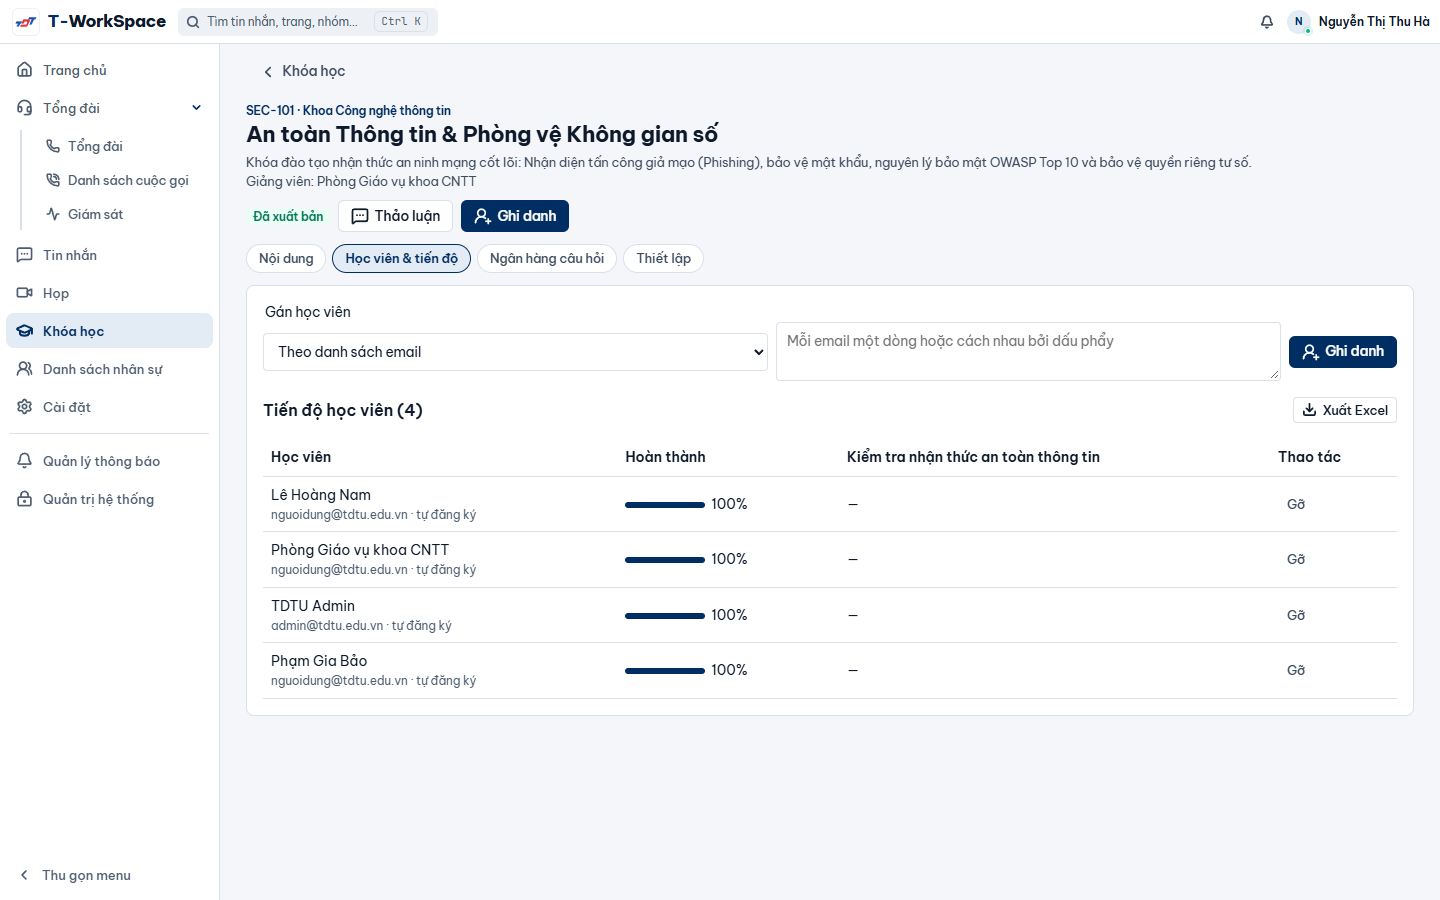 TDT T-WorkSpace
Tìm tin nhắn, trang, nhóm... Ctrl K
N Nguyễn Thị Thu Hà
Trang chủ
Tổng đài
Tổng đài
Danh sách cuộc gọi
Giám sát
Tin nhắn
Họp
Khóa học
Danh sách nhân sự
Cài đặt
Quản lý thông báo
Quản trị hệ thống
Thu gọn menu
Khóa học
SEC-101 · Khoa Công nghệ thông tin
An toàn Thông tin & Phòng vệ Không gian số
Khóa đào tạo nhận thức an ninh mạng cốt lõi: Nhận diện tấn công giả mạo (Phishing), bảo vệ mật khẩu, nguyên lý bảo mật OWASP Top 10 và bảo vệ quyền riêng tư số.
Giảng viên: Phòng Giáo vụ khoa CNTT
Đã xuất bản Thảo luận Ghi danh
Nội dung Học viên & tiến độ Ngân hàng câu hỏi Thiết lập
Gán học viên
Theo danh sách email Mỗi email một dòng hoặc cách nhau bởi dấu phẩy Ghi danh
Tiến độ học viên (4) Xuất Excel
Học viên Hoàn thành Kiểm tra nhận thức an toàn thông tin Thao tác
Lê Hoàng Nam
nguoidung@tdtu.edu.vn · tự đăng ký 100% — Gỡ
Phòng Giáo vụ khoa CNTT
nguoidung@tdtu.edu.vn · tự đăng ký 100% — Gỡ
TDTU Admin
admin@tdtu.edu.vn · tự đăng ký 100% — Gỡ
Phạm Gia Bảo
nguoidung@tdtu.edu.vn · tự đăng ký 100% — Gỡ